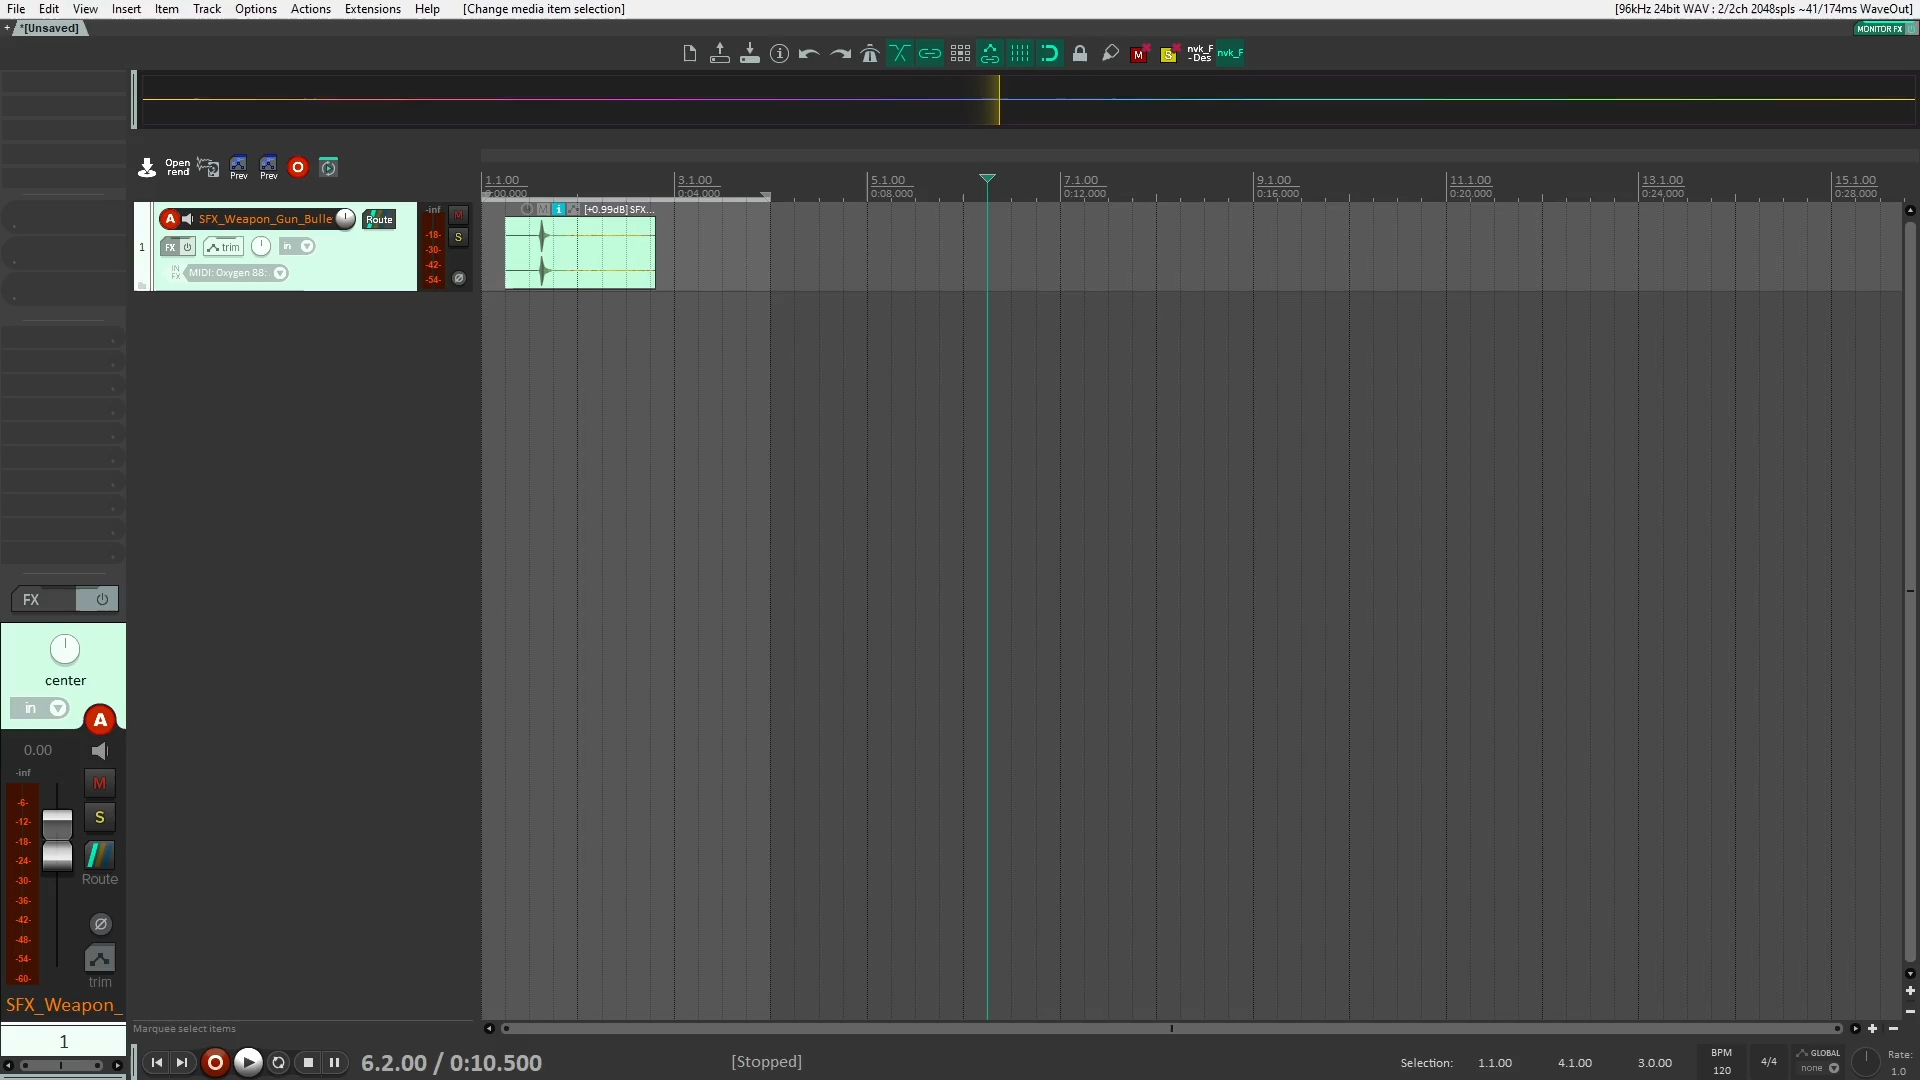 File Edit View Insert Item Track Options Actions Extensions Help [Change media item selection] [96kHz 24bit WAV : 2/2ch 2048spls ~41/174ms WaveOut]
+ *[Unsaved] MONITOR FX
M S nvk_F - Des nvk_F
Open rend Prev Prev
1.1.00 3.1.00 5.1.00 7.1.00 9.1.00 11.1.00 13.1.00 15.1.00
0:00.000 0:04.000 0:08.000 0:12.000 0:16.000 0:20.000 0:24.000 0:28.000
A SFX_Weapon_Gun_Bulle Route -inf M
M i [+0.99dB] SFX...
1 FX trim in -18- S
-30-
IN FX MIDI: Oxygen 88: -42-
-54-
FX
center
in
A
0.00
-inf
M
-6-
-12- S
-18-
-24-
Route
-30-
-36-
-42-
-48-
-54-
-60- trim
SFX_Weapon_
1
Marquee select items
6.2.00 / 0:10.500 [Stopped] Selection: 1.1.00 4.1.00 3.0.00 BPM 120 4/4 GLOBAL none Rate: 1.0